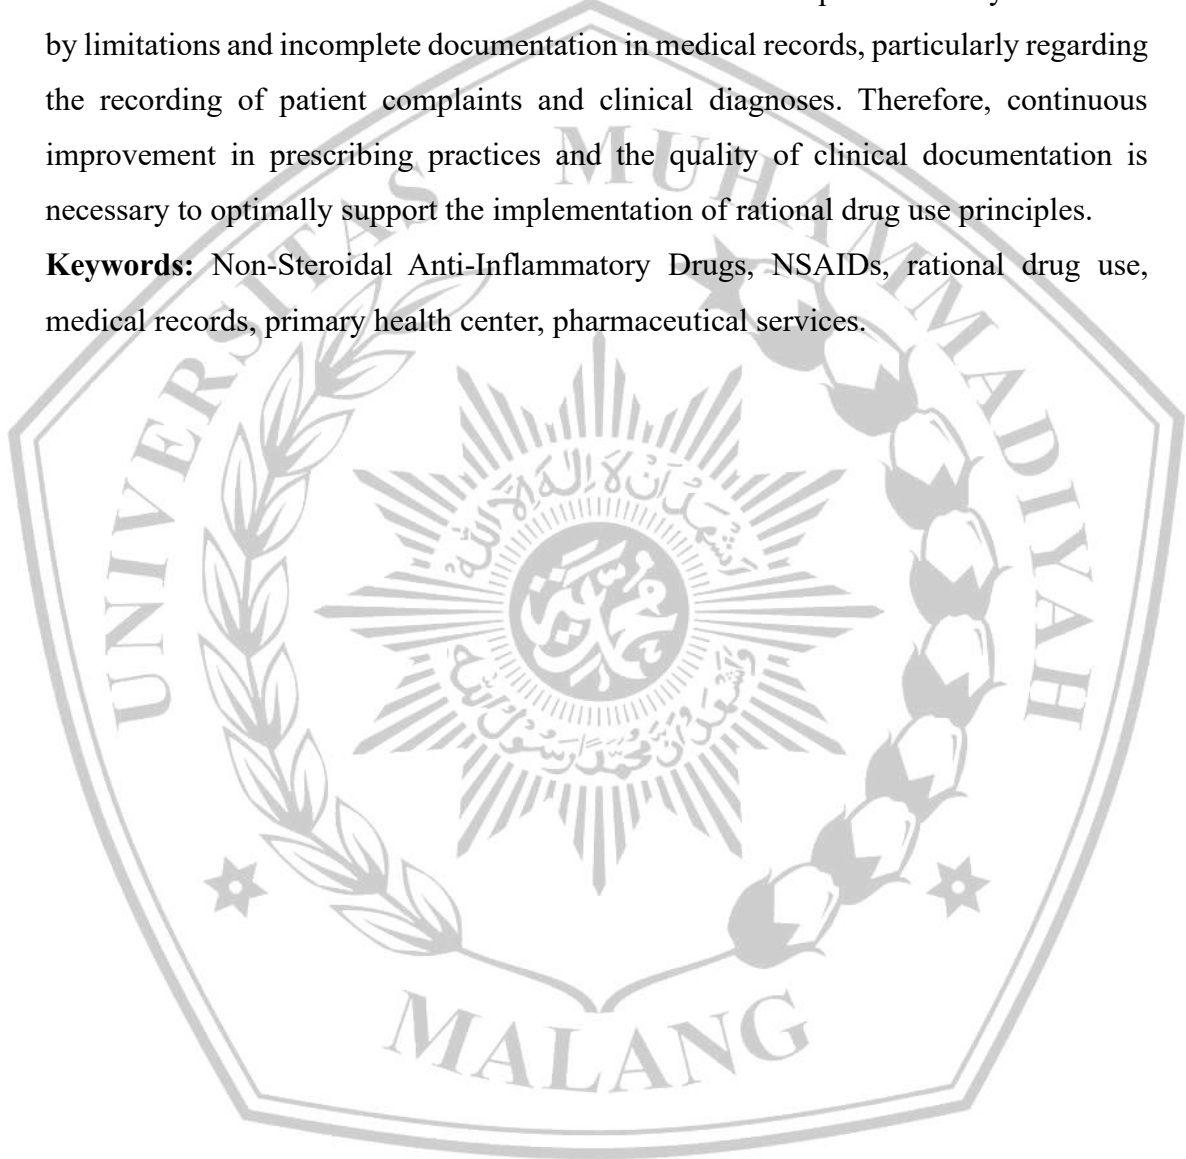 by limitations and incomplete documentation in medical records, particularly regarding
the recording of patient complaints and clinical diagnoses. Therefore, continuous
improvement in prescribing practices and the quality of clinical documentation is
necessary to optimally support the implementation of rational drug use principles.
Keywords: Non-Steroidal Anti-Inflammatory Drugs, NSAIDs, rational drug use,
medical records, primary health center, pharmaceutical services.
UNIVERSITAS MUHAMMADIYAH
MALANG